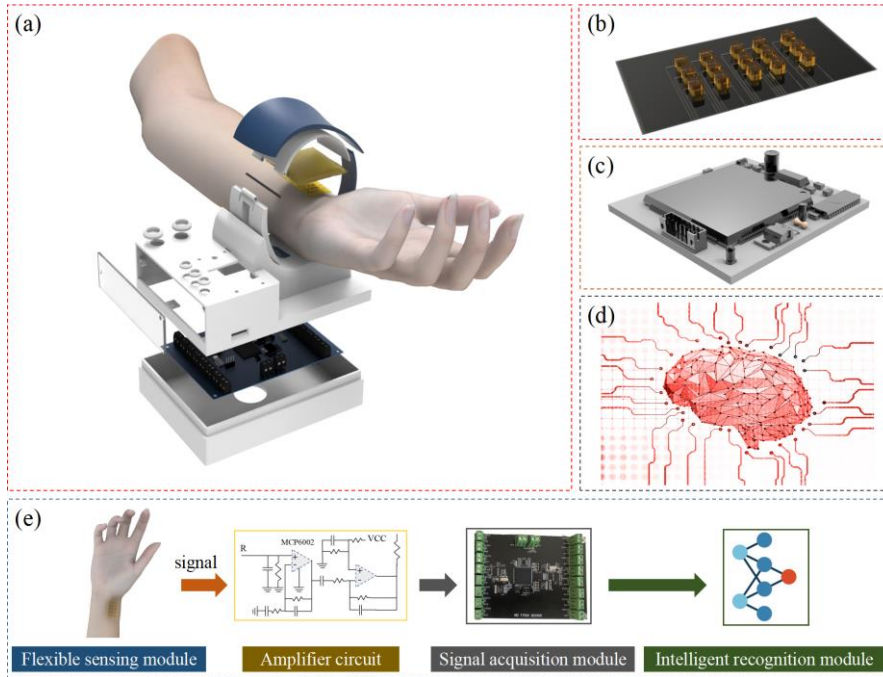 (a)
(b)
(c)
(d)
(e)
signal
R
MCP6002
VCC
Flexible sensing module
Amplifier circuit
Signal acquisition module
Intelligent recognition module